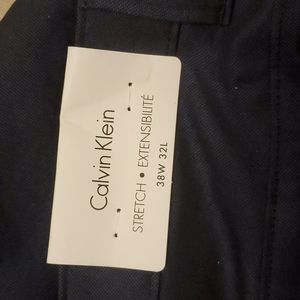 Calvin Klein
STRETCH • EXTENSIBILITÉ
38W 32L